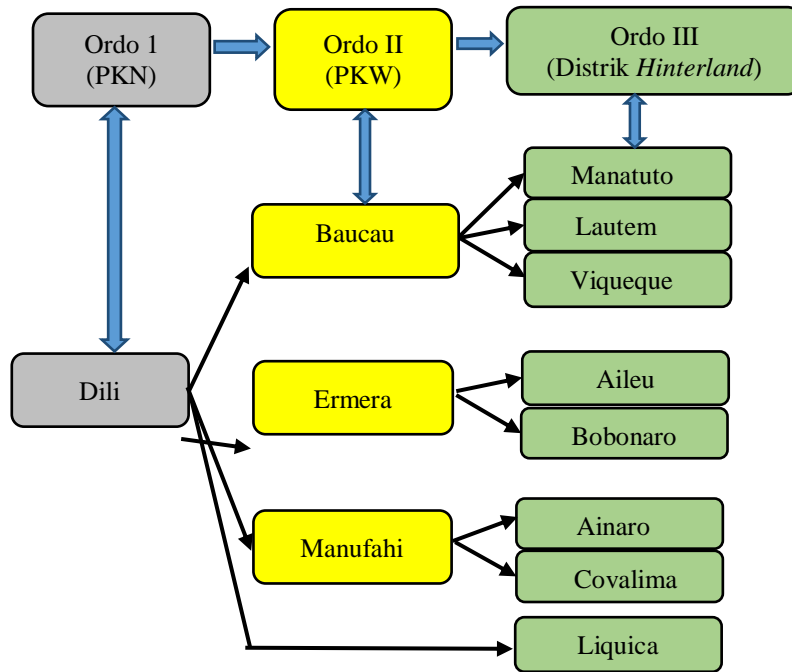 Ordo 1
(PKN)
Ordo II
(PKW)
Ordo III
(Distrik Hinterland)
Manatuto
Baucau
Lautem
Viqueque
Dili
Ermera
Aileu
Bobonaro
Manufahi
Ainaro
Covalima
Liquica